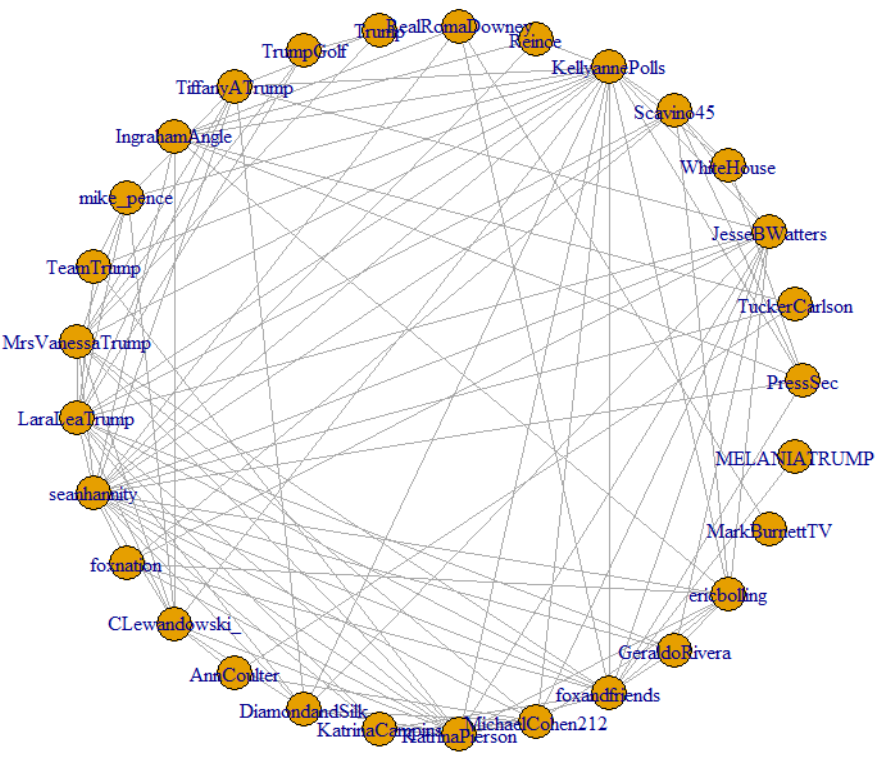 RealRomaDowney
Trump
Reince
TrumpGolf
KellyannePolls
TiffanyATrump
Scavino45
IngrahamAngle
WhiteHouse
mike_pence
JesseBWatters
TeamTrump
TuckerCarlson
MrsVanessaTrump
PressSec
LaraLeaTrump
MELANIATRUMP
seanhannity
MarkBurnettTV
foxnation
ericbolling
CLewandowski_
GeraldoRivera
AnnCoulter
foxandfriends
DiamondandSilk
MichaelCohen212
KatrinaCampins
KatrinaPierson